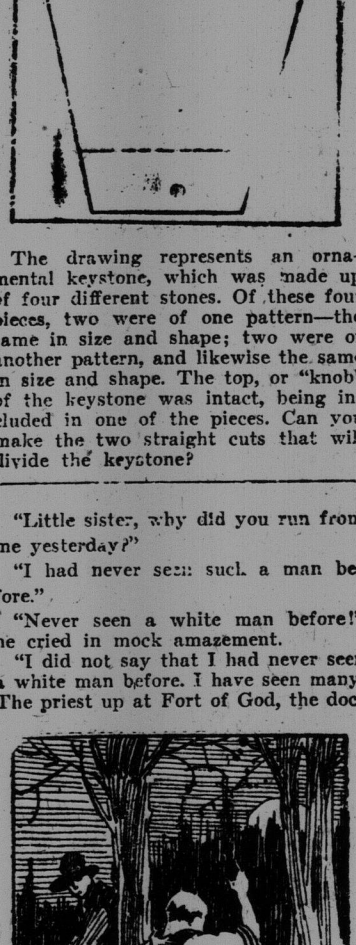 The drawing represents an orna-
mental keystone, which was made up
of four different stones. Of these four
pieces, two were of one pattern—the
same in size and shape; two were of
another pattern, and likewise the same
in size and shape. The top, or "knob"
of the keystone was intact, being in-
cluded in one of the pieces. Can you
make the two straight cuts that will
divide the keystone?
"Little sister, why did you run from
me yesterday?"
"I had never seen such a man be-
fore."
"Never seen a white man before!"
he cried in mock amazement.
"I did not say that I had never seen
a white man before. I have seen many.
The priest up at Fort of God, the doc-